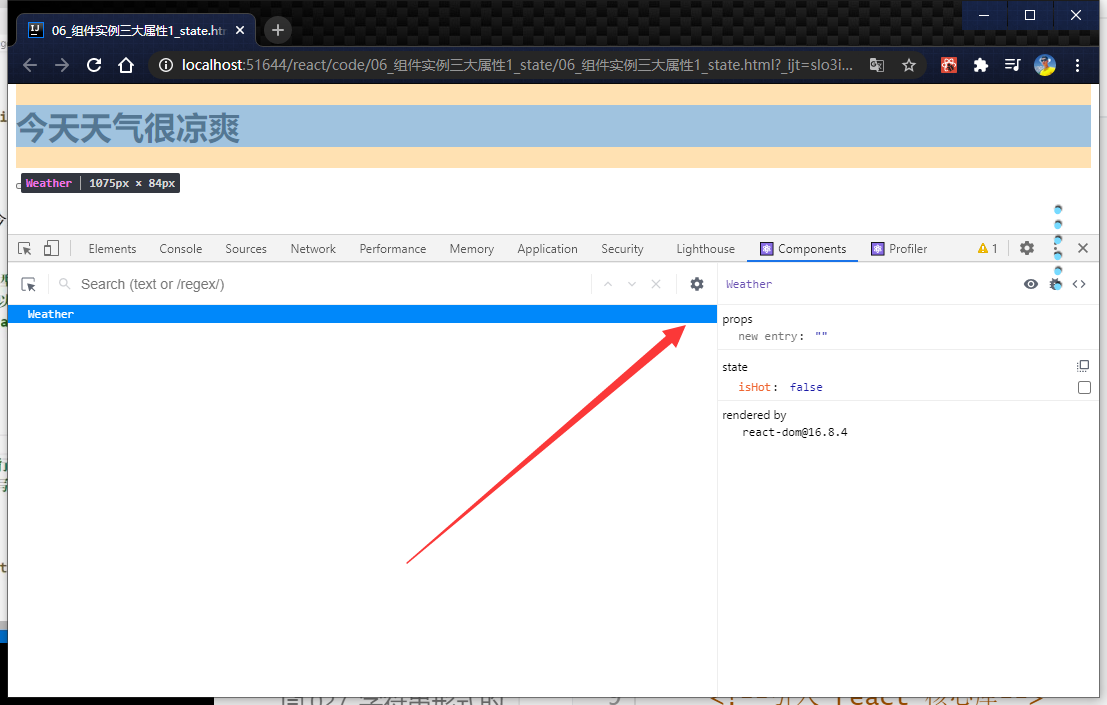 06_组件实例三大属性1_state.htm
localhost:51644/react/code/06_组件实例三大属性1_state/06_组件实例三大属性1_state.html?_ijt=slo3i...
今天天气很凉爽
Weather | 1075px × 84px
Elements Console Sources Network Performance Memory Application Security Lighthouse Components Profiler 1
Search (text or /regex/)
Weather
Weather
props
new entry: ""
state
isHot: false
rendered by
react-dom@16.8.4